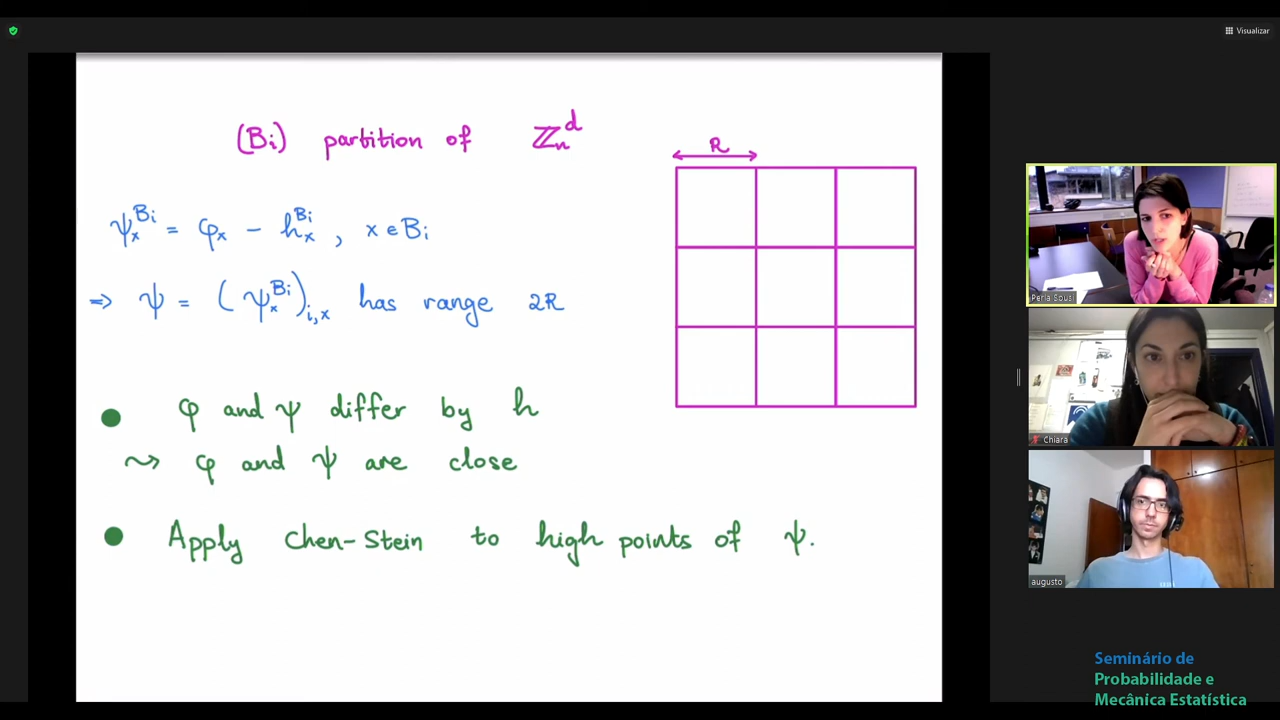 Visualizar
(Bi) partition of ℤₙᵈ
R
ψₓ^{Bi} = φₓ - hₓ^{Bi} , x ∈ Bi
⇒ ψ = (ψₓ^{Bi})_{i,x} has range 2R
● φ and ψ differ by h
⇝ φ and ψ are close
● Apply Chen-Stein to high points of ψ.
Perla Sousi
Chiara
augusto
Seminário de
Probabilidade e
Mecânica Estatística